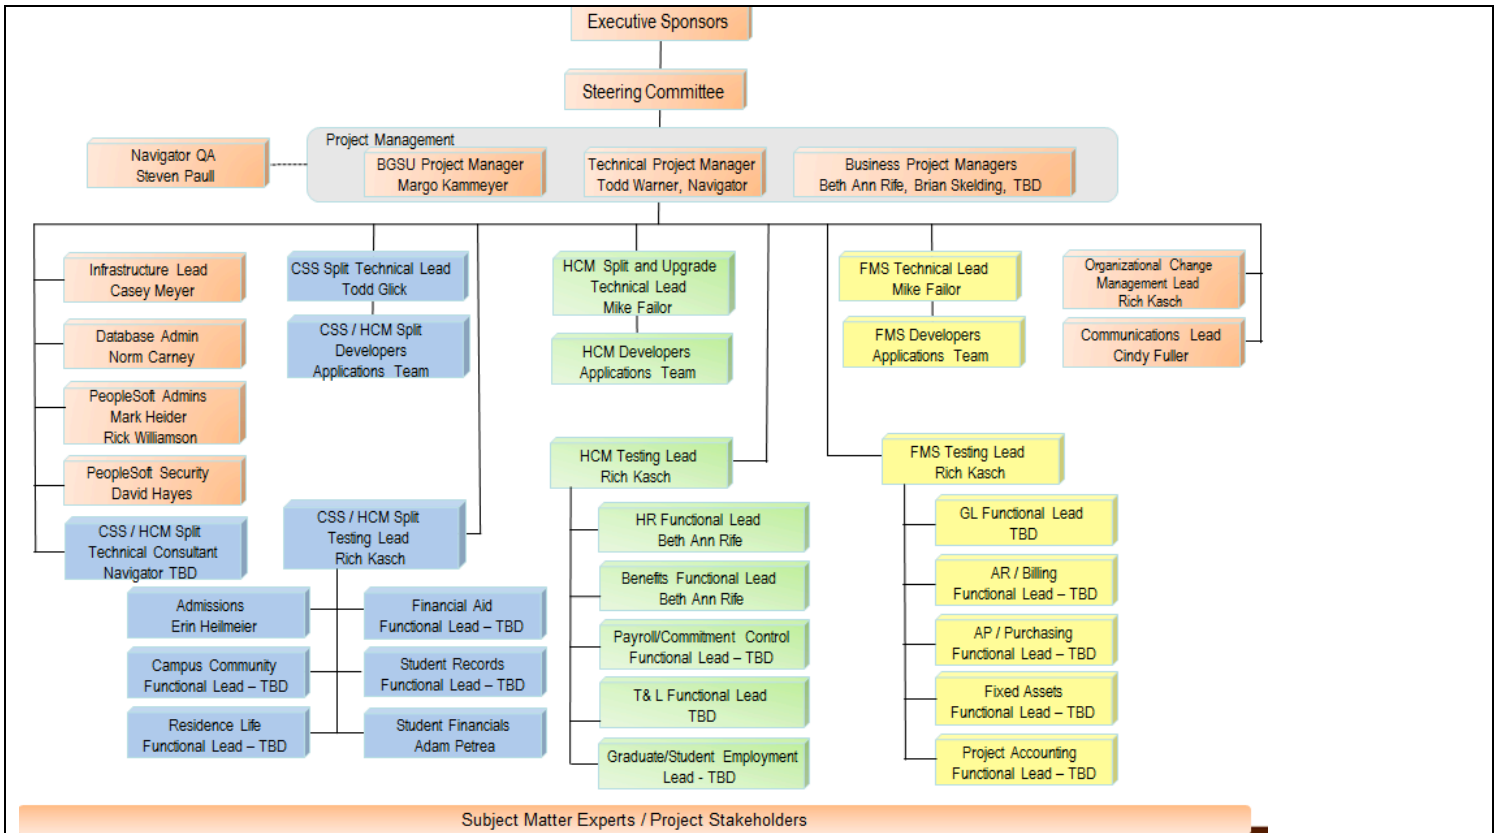 Executive Sponsors
Steering Committee
Project Management
Navigator QA
Steven Paull
BGSU Project Manager
Margo Kammeyer
Technical Project Manager
Todd Warner, Navigator
Business Project Managers
Beth Ann Rife, Brian Skelding, TBD
Infrastructure Lead
Casey Meyer
Database Admin
Norm Carney
PeopleSoft Admins
Mark Heider
Rick Williamson
PeopleSoft Security
David Hayes
CSS / HCM Split
Technical Consultant
Navigator TBD
CSS Split Technical Lead
Todd Glick
CSS / HCM Split
Developers
Applications Team
CSS / HCM Split
Testing Lead
Rich Kasch
Admissions
Erin Heilmeier
Financial Aid
Functional Lead – TBD
Campus Community
Functional Lead – TBD
Student Records
Functional Lead – TBD
Residence Life
Functional Lead – TBD
Student Financials
Adam Petrea
HCM Split and Upgrade
Technical Lead
Mike Failor
HCM Developers
Applications Team
HCM Testing Lead
Rich Kasch
HR Functional Lead
Beth Ann Rife
Benefits Functional Lead
Beth Ann Rife
Payroll/Commitment Control
Functional Lead – TBD
T& L Functional Lead
TBD
Graduate/Student Employment
Lead - TBD
FMS Technical Lead
Mike Failor
FMS Developers
Applications Team
FMS Testing Lead
Rich Kasch
GL Functional Lead
TBD
AR / Billing
Functional Lead – TBD
AP / Purchasing
Functional Lead – TBD
Fixed Assets
Functional Lead – TBD
Project Accounting
Functional Lead – TBD
Organizational Change
Management Lead
Rich Kasch
Communications Lead
Cindy Fuller
Subject Matter Experts / Project Stakeholders